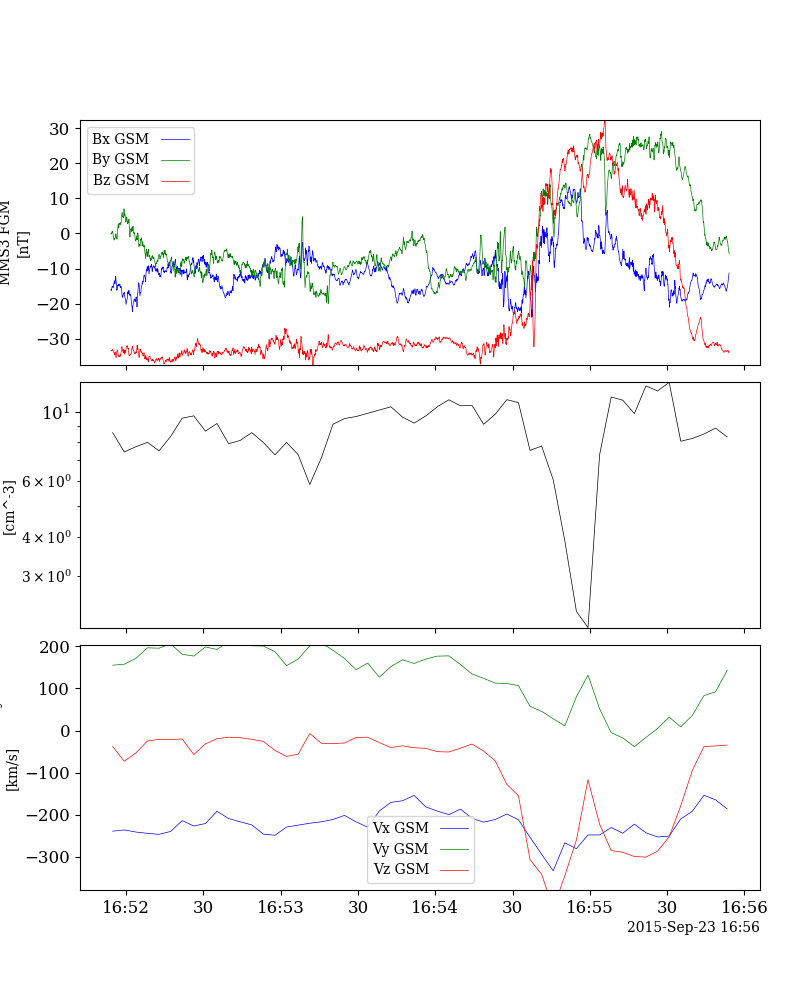 30
20
10
0
−10
−20
−30
MMS3 FGM
[nT]
Bx GSM
By GSM
Bz GSM
10¹
6 × 10⁰
4 × 10⁰
3 × 10⁰
[cm^-3]
200
100
0
−100
−200
−300
[km/s]
Vx GSM
Vy GSM
Vz GSM
16:52 30 16:53 30 16:54 30 16:55 30 16:56
2015-Sep-23 16:56